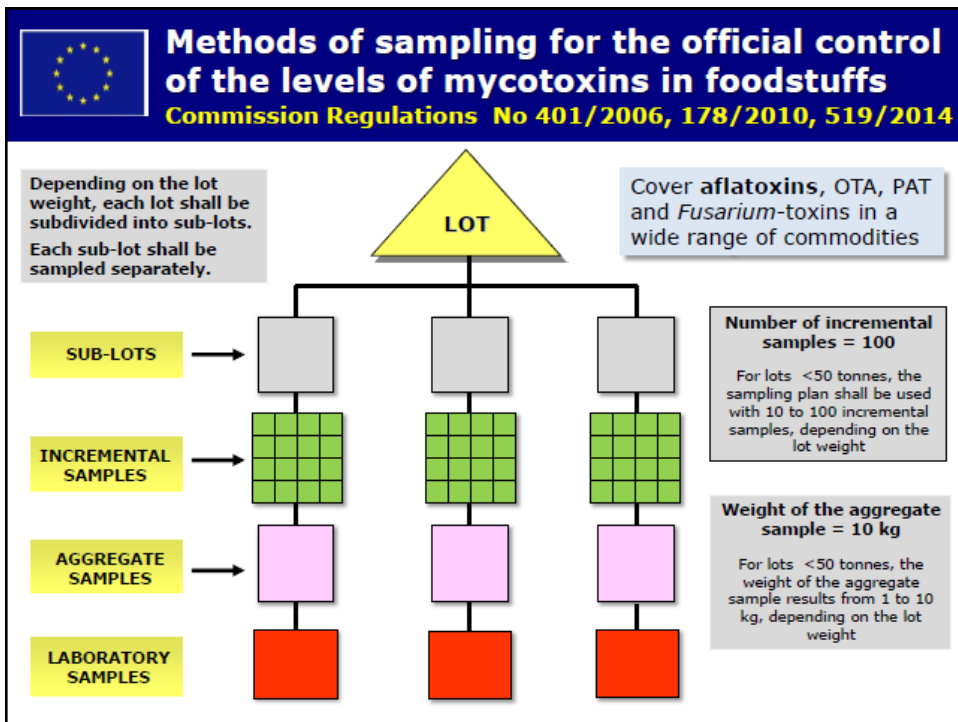 Methods of sampling for the official control
of the levels of mycotoxins in foodstuffs
Commission Regulations No 401/2006, 178/2010, 519/2014
Depending on the lot
weight, each lot shall be
subdivided into sub-lots.
Each sub-lot shall be
sampled separately.
LOT
Cover aflatoxins, OTA, PAT
and Fusarium-toxins in a
wide range of commodities
SUB-LOTS
Number of incremental
samples = 100
For lots <50 tonnes, the
sampling plan shall be used
with 10 to 100 incremental
samples, depending on the
lot weight
INCREMENTAL
SAMPLES
AGGREGATE
SAMPLES
Weight of the aggregate
sample = 10 kg
For lots <50 tonnes, the
weight of the aggregate
sample results from 1 to 10
kg, depending on the lot
weight
LABORATORY
SAMPLES